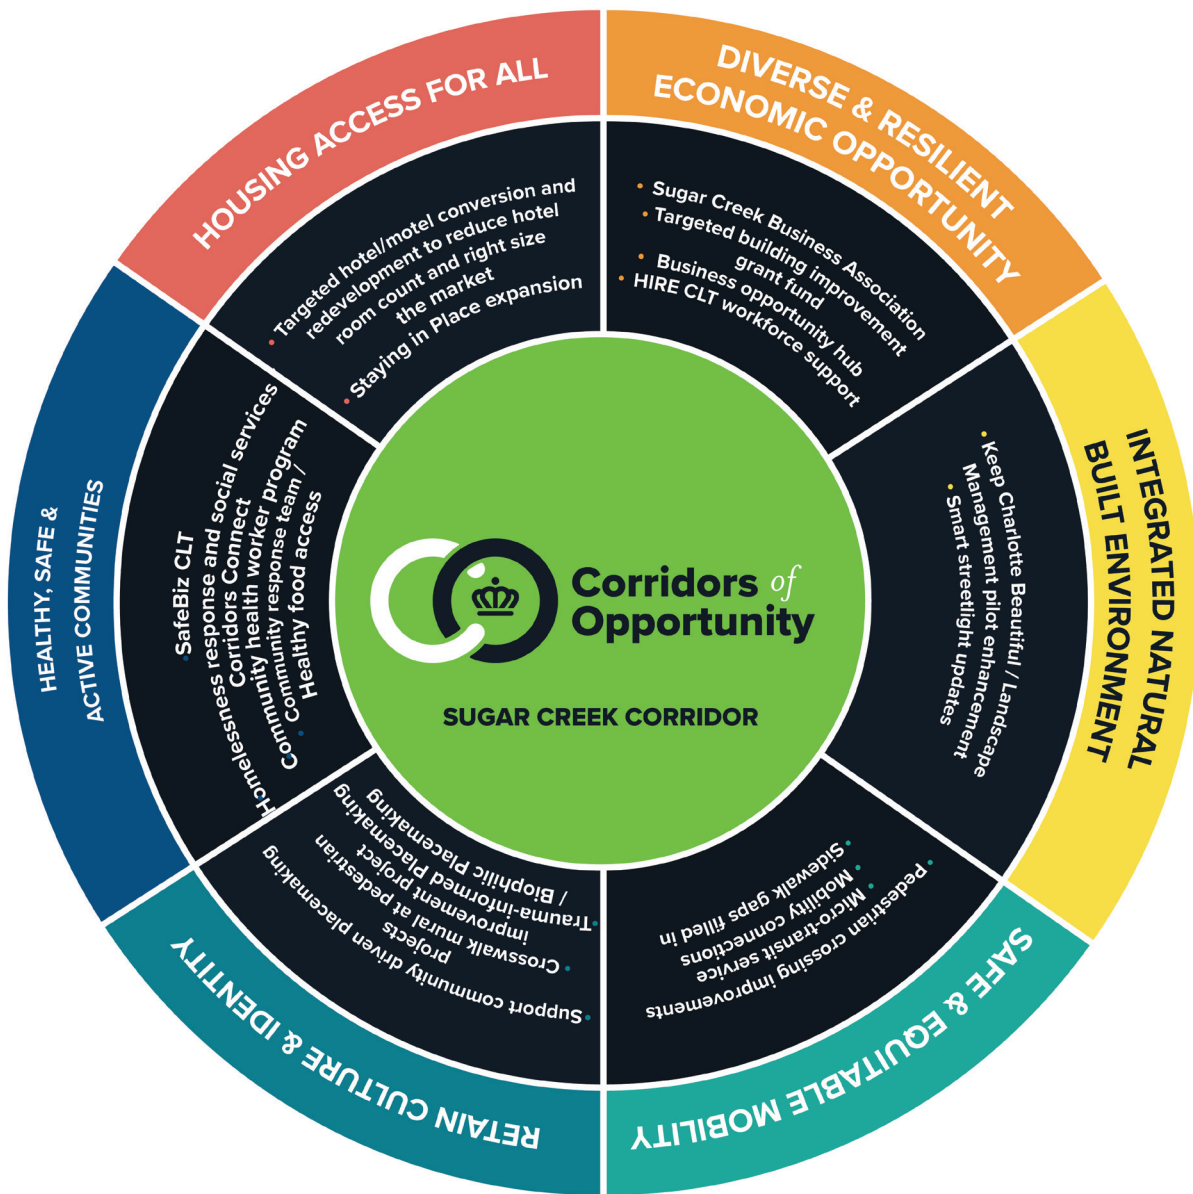 HOUSING ACCESS FOR ALL
• Targeted hotel/motel conversion and
redevelopment to reduce hotel
room count and right size
the market
• Staying in Place expansion
DIVERSE & RESILIENT
ECONOMIC OPPORTUNITY
• Sugar Creek Business Association
• Targeted building improvement
grant fund
• Business opportunity hub
• HIRE CLT workforce support
INTEGRATED NATURAL
BUILT ENVIRONMENT
• Keep Charlotte Beautiful / Landscape
Management pilot enhancement
• Smart streetlight updates
SAFE & EQUITABLE MOBILITY
• Pedestrian crossing improvements
• Micro-transit service
• Mobility connections
• Sidewalk gaps filled in
RETAIN CULTURE & IDENTITY
• Support community driven placemaking
projects
• Crosswalk mural at pedestrian
improvement project
• Trauma-informed Placemaking
/ Biophilic Placemaking
HEALTHY, SAFE &
ACTIVE COMMUNITIES
• SafeBiz CLT
• Homelessness response and social services
Corridors Connect
• Community health worker program
• Community response team /
Healthy food access
Corridors of
Opportunity
SUGAR CREEK CORRIDOR